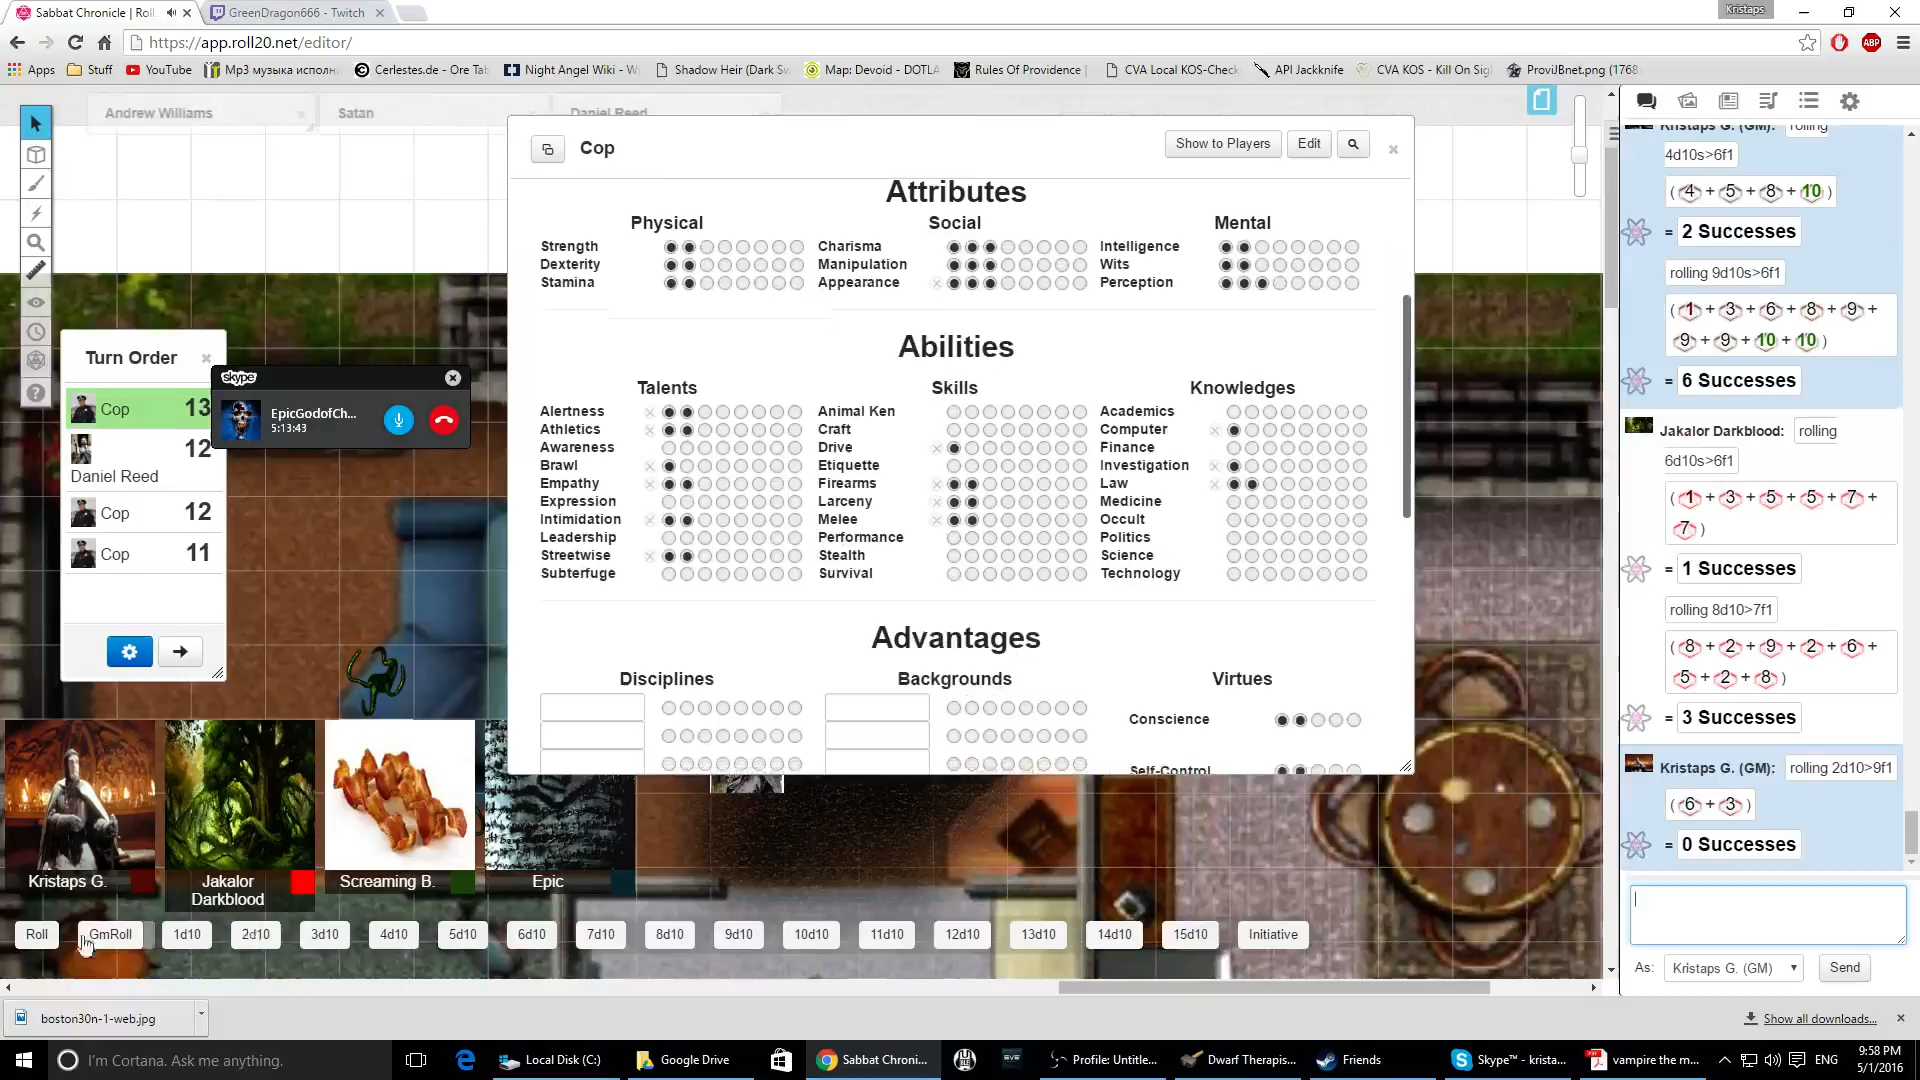 Sabbat Chronicle | Roll
GreenDragon666 - Twitch
Kristaps
https://app.roll20.net/editor/
Apps
Stuff
YouTube
Mp3 музыка исполн
Cerlestes.de - Ore Tab
Night Angel Wiki - W
Shadow Heir (Dark Sw
Map: Devoid - DOTLA
Rules Of Providence |
CVA Local KOS-Check
API Jackknife
CVA KOS - Kill On Sig
ProviJBnet.png (1768
Andrew Williams
Satan
Daniel Reed
Cop
Show to Players
Edit
Attributes
Physical
Social
Mental
Strength
Charisma
Intelligence
Dexterity
Manipulation
Wits
Stamina
Appearance
Perception
Abilities
Talents
Skills
Knowledges
Alertness
Animal Ken
Academics
Athletics
Craft
Computer
Awareness
Drive
Finance
Brawl
Etiquette
Investigation
Empathy
Firearms
Law
Expression
Larceny
Medicine
Intimidation
Melee
Occult
Leadership
Performance
Politics
Streetwise
Stealth
Science
Subterfuge
Survival
Technology
Advantages
Disciplines
Backgrounds
Virtues
Conscience
Self-Control
Turn Order
Cop 13
12
Daniel Reed
Cop 12
Cop 11
skype
EpicGodofCh...
5:13:43
Kristaps G. (GM): rolling
4d10s>6f1
(4+5+8+10)
= 2 Successes
rolling 9d10s>6f1
(1+3+6+8+9+
9+9+10+10)
= 6 Successes
Jakalor Darkblood: rolling
6d10s>6f1
(1+3+5+5+7+
7)
= 1 Successes
rolling 8d10>7f1
(8+2+9+2+6+
5+2+8)
= 3 Successes
Kristaps G. (GM): rolling 2d10>9f1
(6+3)
= 0 Successes
As: Kristaps G. (GM)
Send
Kristaps G.
Jakalor
Darkblood
Screaming B.
Epic
Roll
GmRoll
1d10
2d10
3d10
4d10
5d10
6d10
7d10
8d10
9d10
10d10
11d10
12d10
13d10
14d10
15d10
Initiative
boston30n-1-web.jpg
Show all downloads...
I'm Cortana. Ask me anything.
Local Disk (C:)
Google Drive
Sabbat Chroni...
EVE
Profile: Untitle...
Dwarf Therapis...
Friends
Skype™ - krista...
vampire the m...
ENG
9:58 PM
5/1/2016